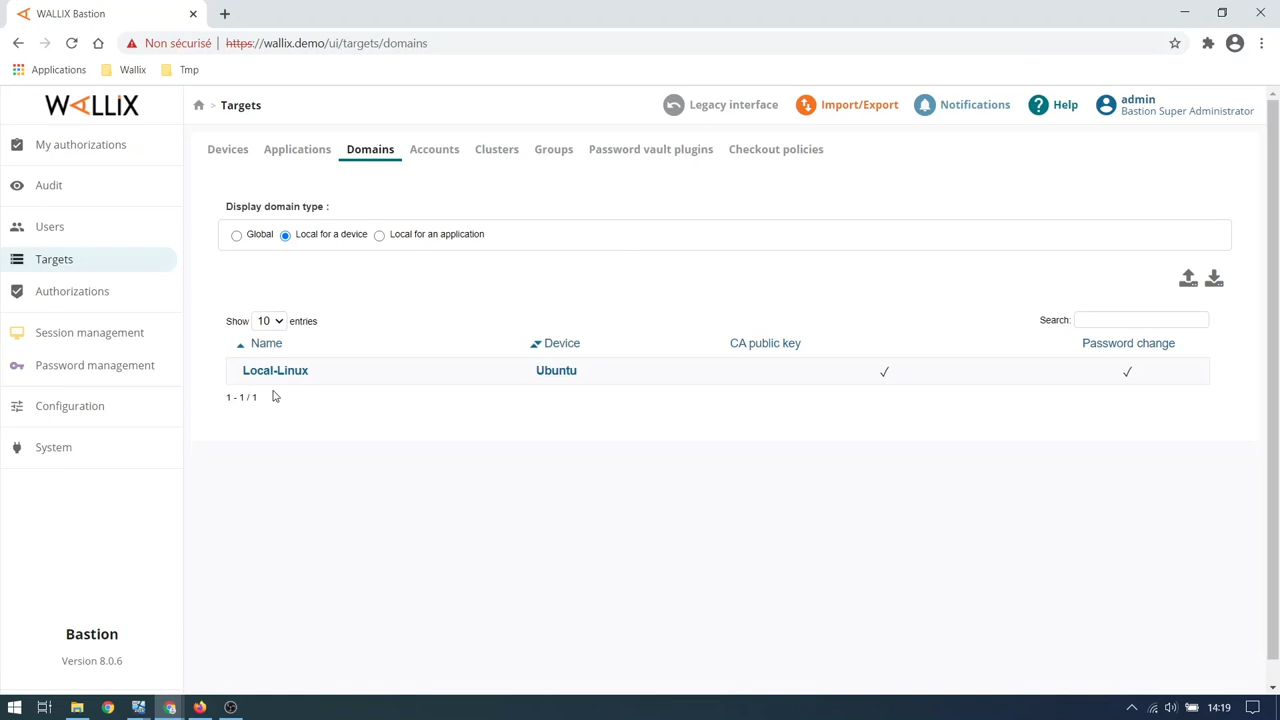 WALLIX Bastion
Non sécurisé | https://wallix.demo/ui/targets/domains
Applications Wallix Tmp
WALLIX
Targets
Legacy interface Import/Export Notifications Help admin
Bastion Super Administrator
My authorizations
Audit
Users
Targets
Authorizations
Session management
Password management
Configuration
System
Bastion
Version 8.0.6
Devices Applications Domains Accounts Clusters Groups Password vault plugins Checkout policies
Display domain type :
Global Local for a device Local for an application
Show 10 entries Search:
Name Device CA public key Password change
Local-Linux Ubuntu ✓ ✓
1 - 1 / 1
14:19